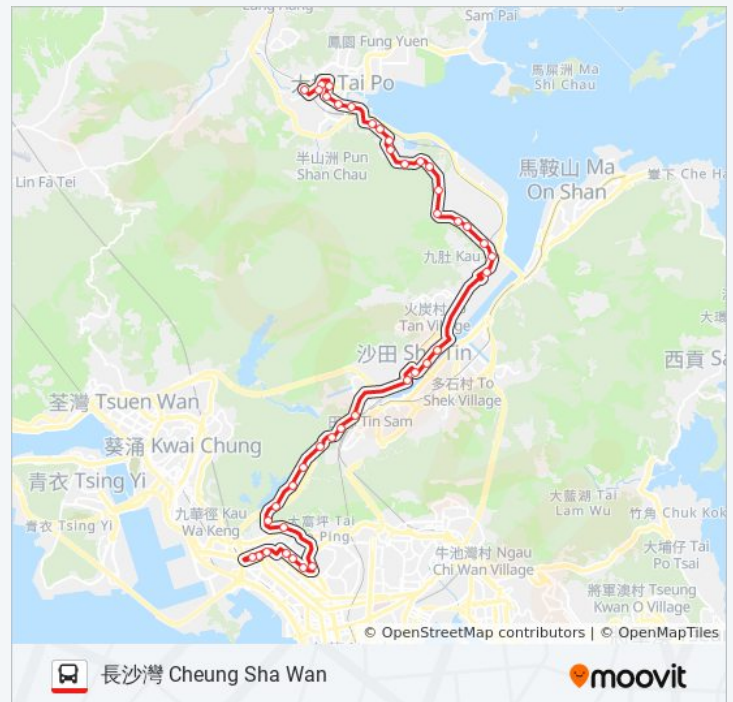 Sam Pai
鳳園 Fung Yuen
馬屎洲 Ma
Shi Chau
Tai Po
半山洲 Pun
Shan Chau
馬鞍山 Ma
On Shan
Lin Fa Tei
九肚 Kau
火炭村
Tan Village
沙田 Sha Tin
西貢 Sa
多石村 To
Shek Village
荃灣 Tsuen Wan
Tin Sam
葵涌 Kwai Chung
青衣 Tsing Yi
大藍湖 Tai
Lam Wu
九華徑 Kau
Wa Keng
竹角 Chuk Kok
青衣 Tsing Yi
大富坪 Tai
Ping
牛池灣村 Ngau
Chi Wan Village
大埔仔 Tai
Po Tsai
將軍澳村 Tseung
Kwan O Village
© OpenStreetMap contributors | © OpenMapTiles
長沙灣 Cheung Sha Wan
moovit